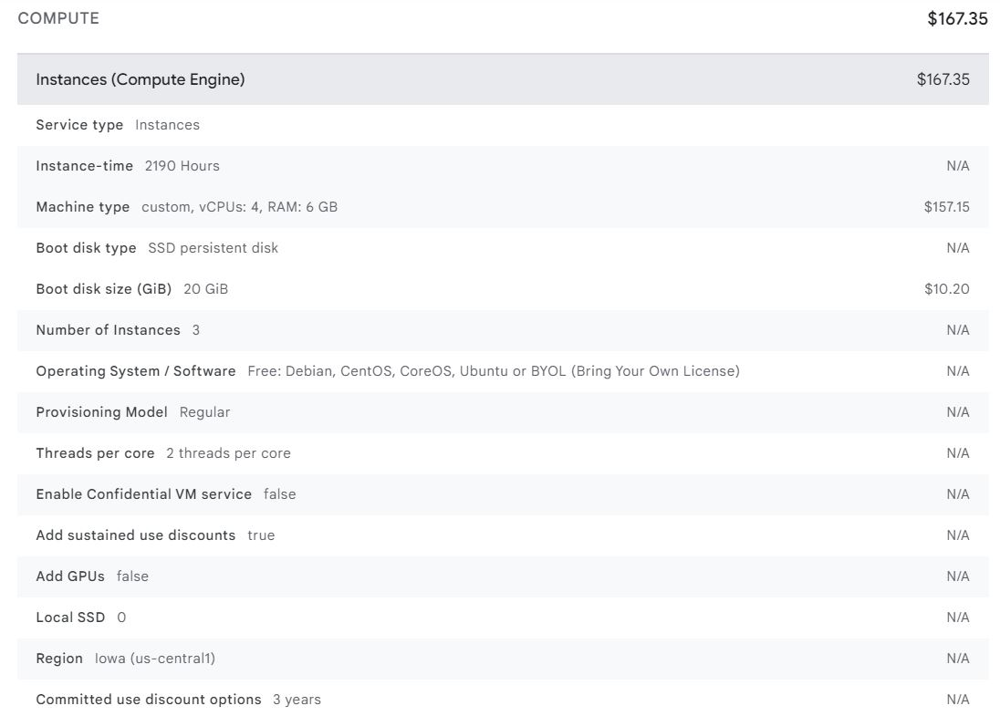 COMPUTE $167.35
Instances (Compute Engine) $167.35
Service type Instances
Instance-time 2190 Hours N/A
Machine type custom, vCPUs: 4, RAM: 6 GB $157.15
Boot disk type SSD persistent disk N/A
Boot disk size (GiB) 20 GiB $10.20
Number of Instances 3 N/A
Operating System / Software Free: Debian, CentOS, CoreOS, Ubuntu or BYOL (Bring Your Own License) N/A
Provisioning Model Regular N/A
Threads per core 2 threads per core N/A
Enable Confidential VM service false N/A
Add sustained use discounts true N/A
Add GPUs false N/A
Local SSD 0 N/A
Region Iowa (us-central1) N/A
Committed use discount options 3 years N/A